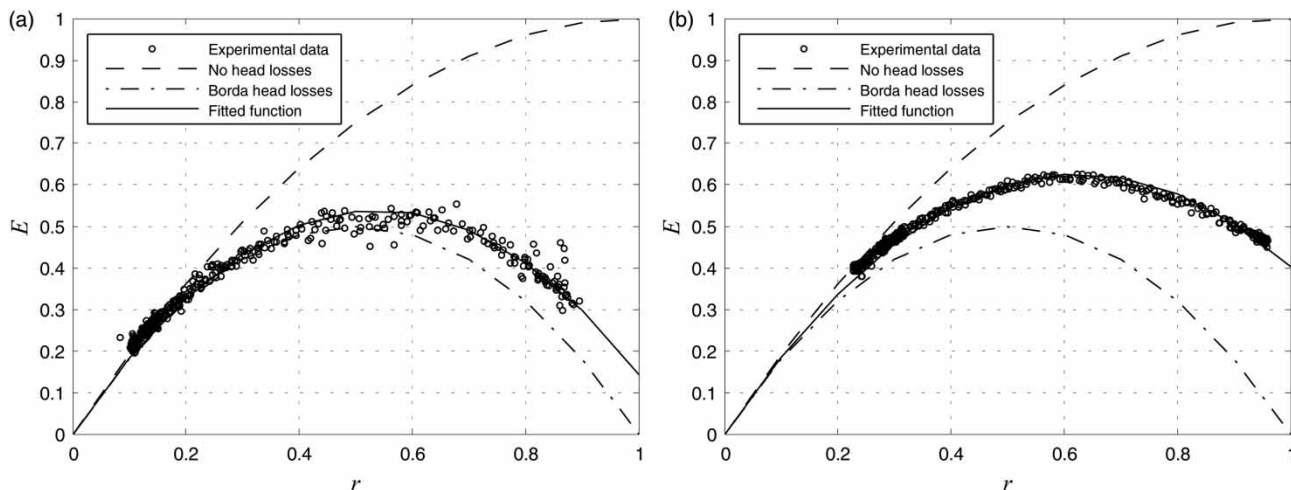 (a)
1
0.9
0.8
0.7
0.6
0.5
0.4
0.3
0.2
0.1
0
E
Experimental data
No head losses
Borda head losses
Fitted function
0 0.2 0.4 0.6 0.8 1
r
(b)
1
0.9
0.8
0.7
0.6
0.5
0.4
0.3
0.2
0.1
0
E
Experimental data
No head losses
Borda head losses
Fitted function
0 0.2 0.4 0.6 0.8 1
r